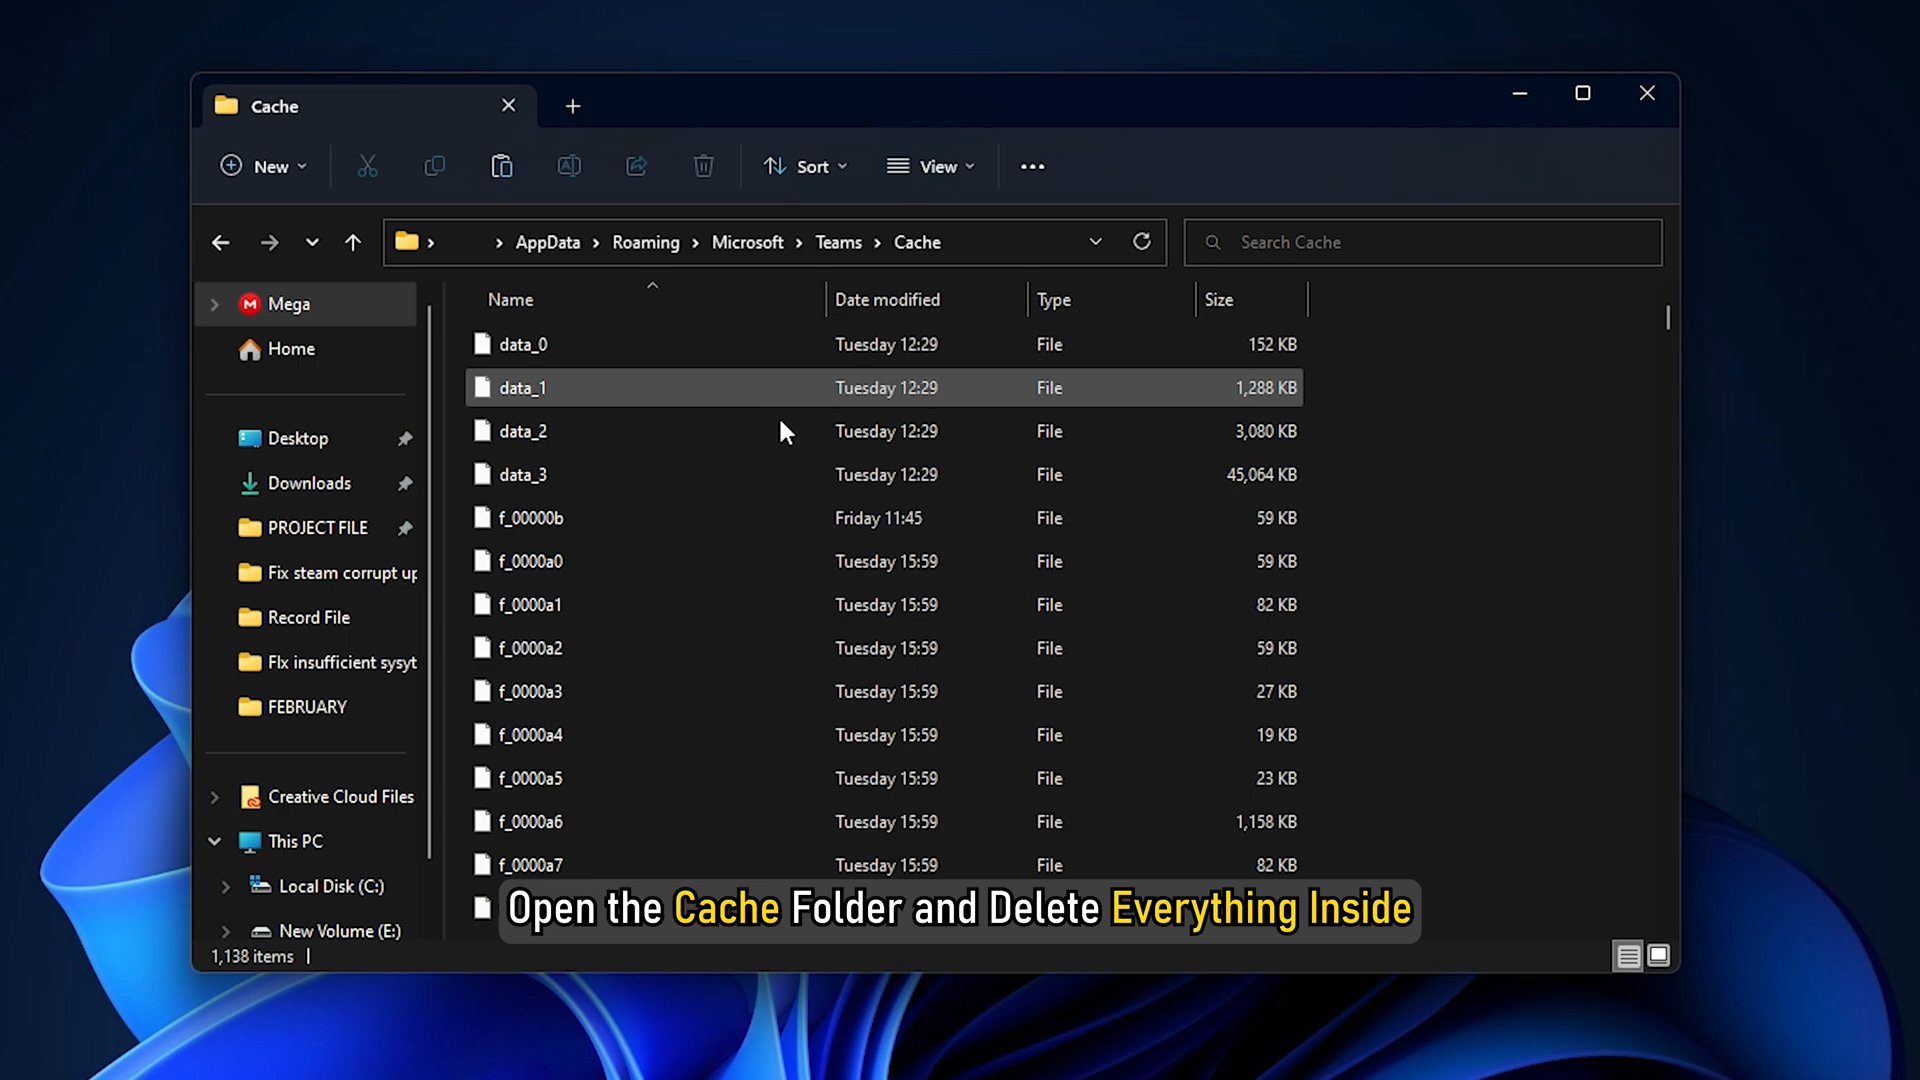 Cache
New
Sort
View
AppData > Roaming > Microsoft > Teams > Cache
Search Cache
Mega
Home
Desktop
Downloads
PROJECT FILE
Fix steam corrupt up
Record File
FIx insufficient sysyt
FEBRUARY
Creative Cloud Files
This PC
Local Disk (C:)
New Volume (E:)
Name Date modified Type Size
data_0 Tuesday 12:29 File 152 KB
data_1 Tuesday 12:29 File 1,288 KB
data_2 Tuesday 12:29 File 3,080 KB
data_3 Tuesday 12:29 File 45,064 KB
f_00000b Friday 11:45 File 59 KB
f_0000a0 Tuesday 15:59 File 59 KB
f_0000a1 Tuesday 15:59 File 82 KB
f_0000a2 Tuesday 15:59 File 59 KB
f_0000a3 Tuesday 15:59 File 27 KB
f_0000a4 Tuesday 15:59 File 19 KB
f_0000a5 Tuesday 15:59 File 23 KB
f_0000a6 Tuesday 15:59 File 1,158 KB
f_0000a7 Tuesday 15:59 File 82 KB
Open the Cache Folder and Delete Everything Inside
1,138 items